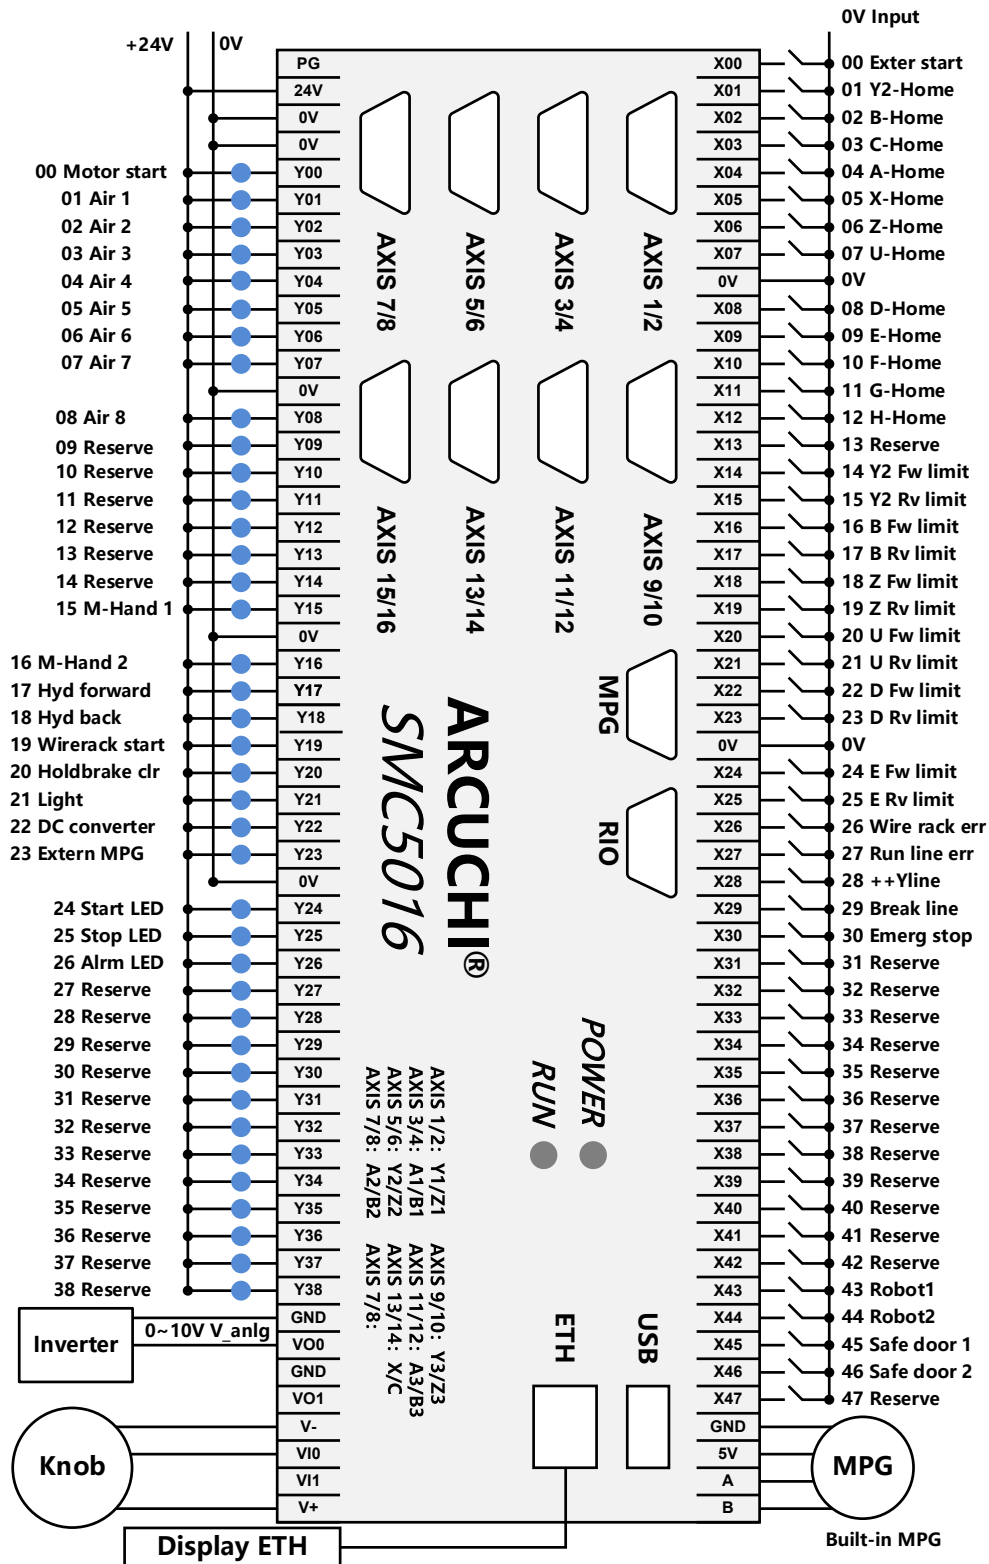 0V Input
+24V
0V
PG
24V
0V
0V
00 Motor start Y00
01 Air 1 Y01
02 Air 2 Y02
03 Air 3 Y03
04 Air 4 Y04
05 Air 5 Y05
06 Air 6 Y06
07 Air 7 Y07
0V
08 Air 8 Y08
09 Reserve Y09
10 Reserve Y10
11 Reserve Y11
12 Reserve Y12
13 Reserve Y13
14 Reserve Y14
15 M-Hand 1 Y15
0V
16 M-Hand 2 Y16
17 Hyd forward Y17
18 Hyd back Y18
19 Wirerack start Y19
20 Holdbrake clr Y20
21 Light Y21
22 DC converter Y22
23 Extern MPG Y23
0V
24 Start LED Y24
25 Stop LED Y25
26 Alrm LED Y26
27 Reserve Y27
28 Reserve Y28
29 Reserve Y29
30 Reserve Y30
31 Reserve Y31
32 Reserve Y32
33 Reserve Y33
34 Reserve Y34
35 Reserve Y35
36 Reserve Y36
37 Reserve Y37
38 Reserve Y38
GND
VO0
GND
VO1
V-
VI0
VI1
V+
Inverter
0~10V V_anlg
Knob
Display ETH
AXIS 7/8
AXIS 5/6
AXIS 3/4
AXIS 1/2
AXIS 15/16
AXIS 13/14
AXIS 11/12
AXIS 9/10
MPG
RIO
ARCUCHI®
SMC5016
POWER
RUN
AXIS 1/2: Y1/Z1
AXIS 3/4: A1/B1
AXIS 5/6: Y2/Z2
AXIS 7/8: A2/B2
AXIS 9/10: Y3/Z3
AXIS 11/12: A3/B3
AXIS 13/14: X/C
AXIS 7/8:
ETH
USB
X00 00 Exter start
X01 01 Y2-Home
X02 02 B-Home
X03 03 C-Home
X04 04 A-Home
X05 05 X-Home
X06 06 Z-Home
X07 07 U-Home
0V 0V
X08 08 D-Home
X09 09 E-Home
X10 10 F-Home
X11 11 G-Home
X12 12 H-Home
X13 13 Reserve
X14 14 Y2 Fw limit
X15 15 Y2 Rv limit
X16 16 B Fw limit
X17 17 B Rv limit
X18 18 Z Fw limit
X19 19 Z Rv limit
X20 20 U Fw limit
X21 21 U Rv limit
X22 22 D Fw limit
X23 23 D Rv limit
0V 0V
X24 24 E Fw limit
X25 25 E Rv limit
X26 26 Wire rack err
X27 27 Run line err
X28 28 ++Yline
X29 29 Break line
X30 30 Emerg stop
X31 31 Reserve
X32 32 Reserve
X33 33 Reserve
X34 34 Reserve
X35 35 Reserve
X36 36 Reserve
X37 37 Reserve
X38 38 Reserve
X39 39 Reserve
X40 40 Reserve
X41 41 Reserve
X42 42 Reserve
X43 43 Robot1
X44 44 Robot2
X45 45 Safe door 1
X46 46 Safe door 2
X47 47 Reserve
GND
5V
A
B
MPG
Built-in MPG